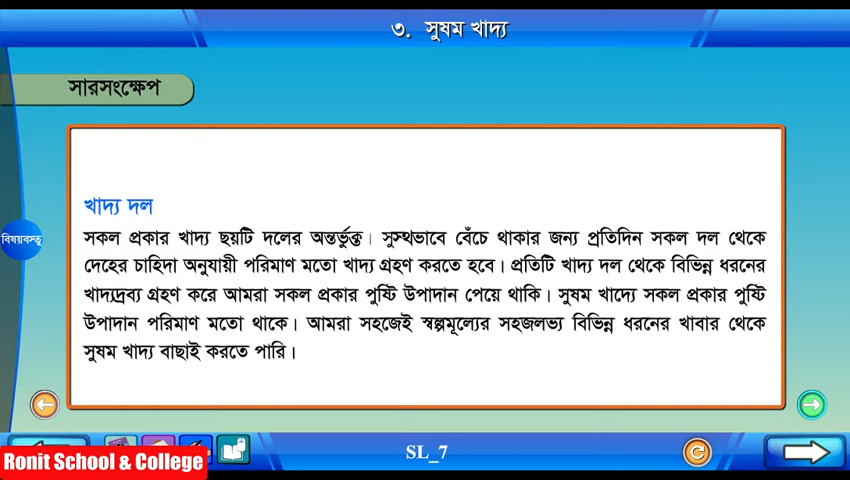 ৩. সুষম খাদ্য
সারসংক্ষেপ
খাদ্য দল
সকল প্রকার খাদ্য ছয়টি দলের অন্তর্ভুক্ত। সুস্থভাবে বেঁচে থাকার জন্য প্রতিদিন সকল দল থেকে
দেহের চাহিদা অনুযায়ী পরিমাণ মতো খাদ্য গ্রহণ করতে হবে। প্রতিটি খাদ্য দল থেকে বিভিন্ন ধরনের
খাদ্যদ্রব্য গ্রহণ করে আমরা সকল প্রকার পুষ্টি উপাদান পেয়ে থাকি। সুষম খাদ্যে সকল প্রকার পুষ্টি
উপাদান পরিমাণ মতো থাকে। আমরা সহজেই স্বল্পমূল্যের সহজলভ্য বিভিন্ন ধরনের খাবার থেকে
সুষম খাদ্য বাছাই করতে পারি।
বিষয়বস্তু
SL_7
Ronit School & College